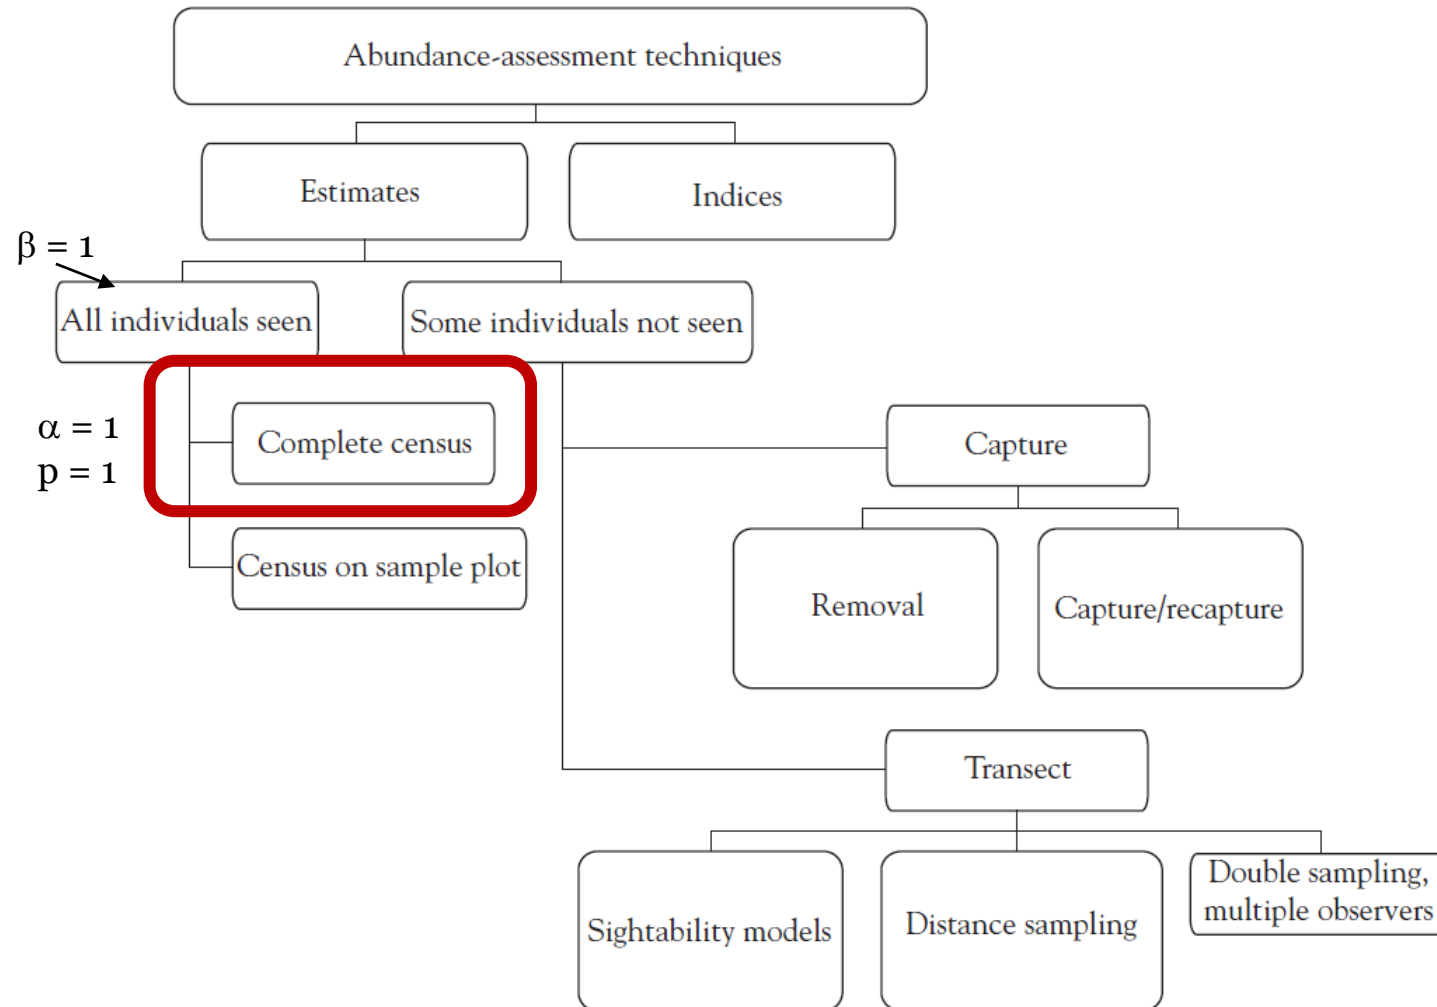 Abundance-assessment techniques
Estimates
Indices
β = 1
All individuals seen
Some individuals not seen
α = 1
p = 1
Complete census
Capture
Census on sample plot
Removal
Capture/recapture
Transect
Sightability models
Distance sampling
Double sampling,
multiple observers